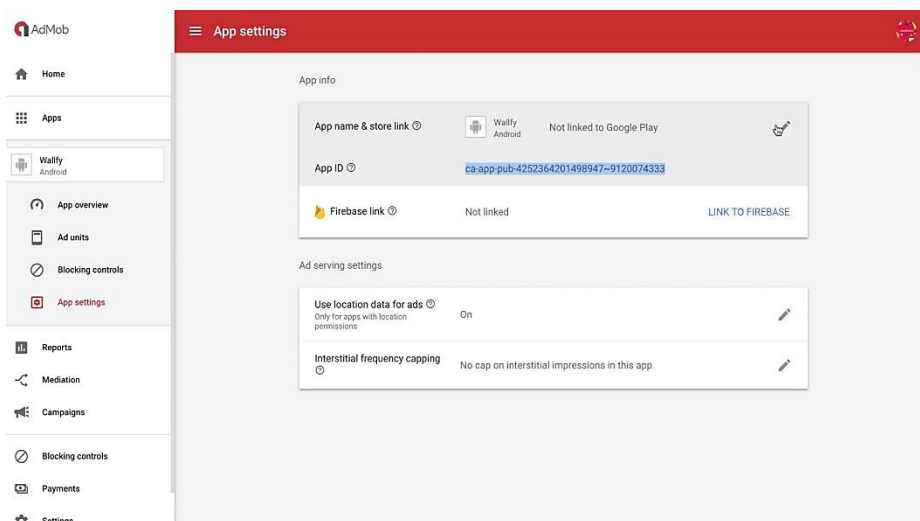 AdMob
App settings
Home
Apps
Wallfy
Android
App overview
Ad units
Blocking controls
App settings
Reports
Mediation
Campaigns
Blocking controls
Payments
Settings
App info
App name & store link
Wallfy
Android
Not linked to Google Play
App ID
ca-app-pub-4252364201498947~9120074333
Firebase link
Not linked
LINK TO FIREBASE
Ad serving settings
Use location data for ads
Only for apps with location
permissions
On
Interstitial frequency capping
No cap on interstitial impressions in this app